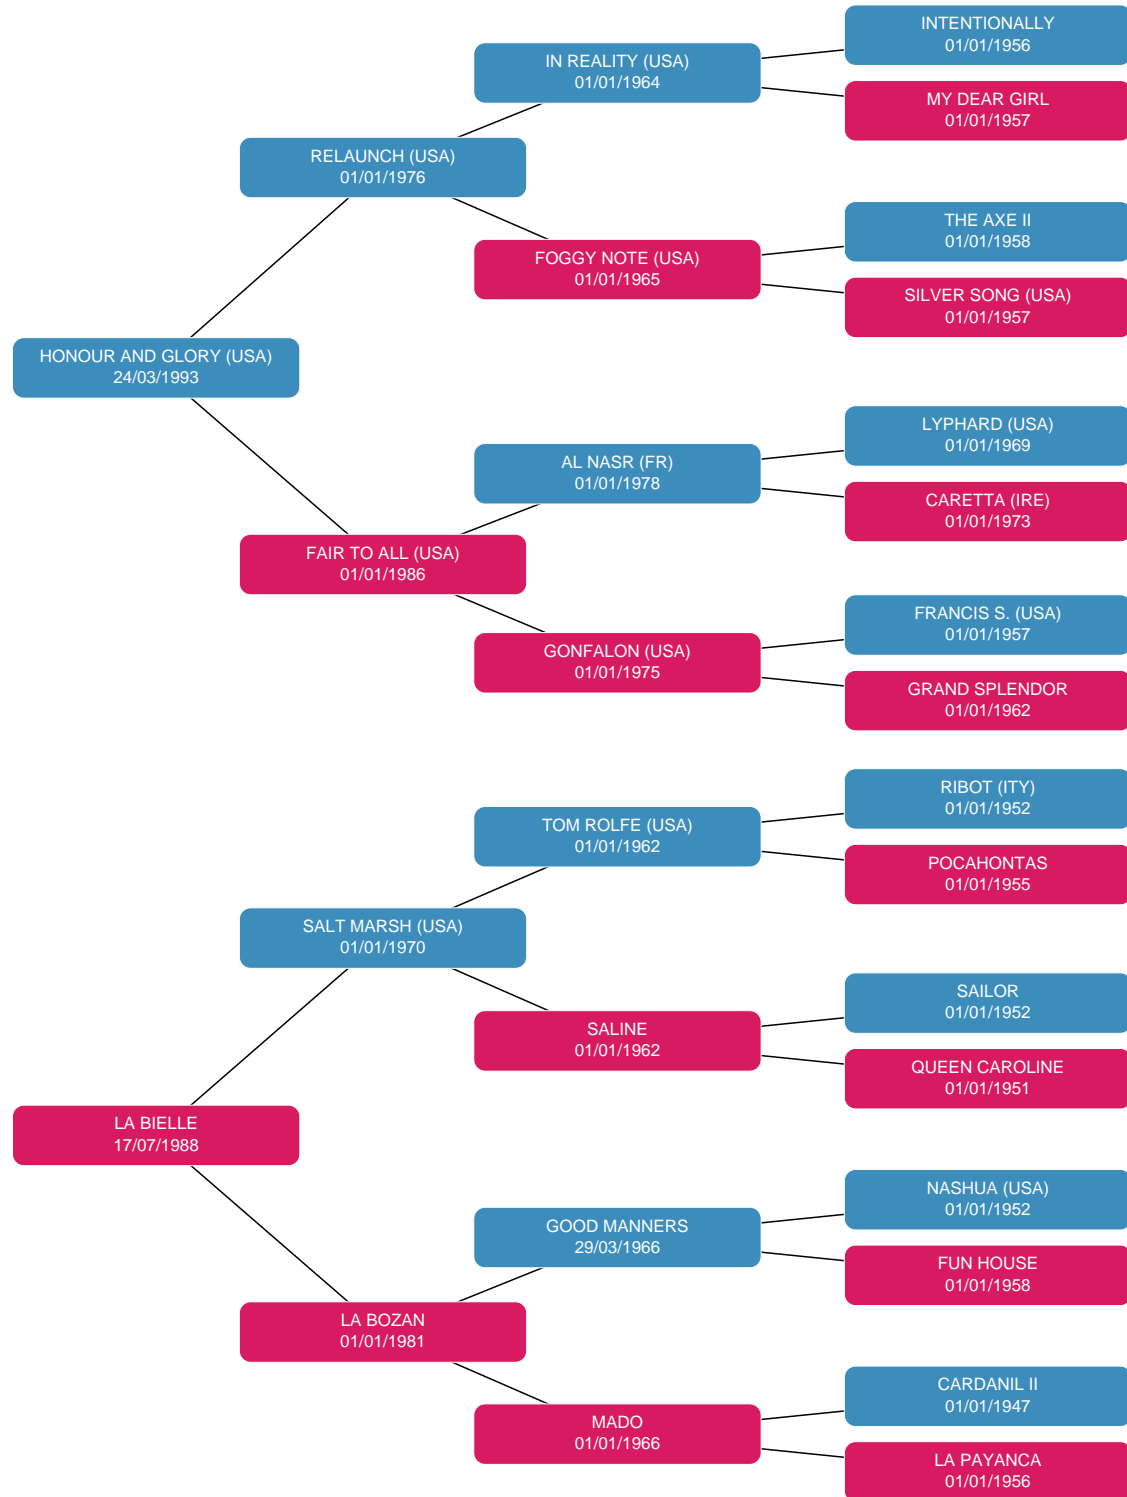 INTENTIONALLY
01/01/1956
IN REALITY (USA)
01/01/1964
MY DEAR GIRL
01/01/1957
RELAUNCH (USA)
01/01/1976
THE AXE II
01/01/1958
FOGGY NOTE (USA)
01/01/1965
SILVER SONG (USA)
01/01/1957
HONOUR AND GLORY (USA)
24/03/1993
LYPHARD (USA)
01/01/1969
AL NASR (FR)
01/01/1978
CARETTA (IRE)
01/01/1973
FAIR TO ALL (USA)
01/01/1986
FRANCIS S. (USA)
01/01/1957
GONFALON (USA)
01/01/1975
GRAND SPLENDOR
01/01/1962
RIBOT (ITY)
01/01/1952
TOM ROLFE (USA)
01/01/1962
POCAHONTAS
01/01/1955
SALT MARSH (USA)
01/01/1970
SAILOR
01/01/1952
SALINE
01/01/1962
QUEEN CAROLINE
01/01/1951
LA BIELLE
17/07/1988
NASHUA (USA)
01/01/1952
GOOD MANNERS
29/03/1966
FUN HOUSE
01/01/1958
LA BOZAN
01/01/1981
CARDANIL II
01/01/1947
MADO
01/01/1966
LA PAYANCA
01/01/1956